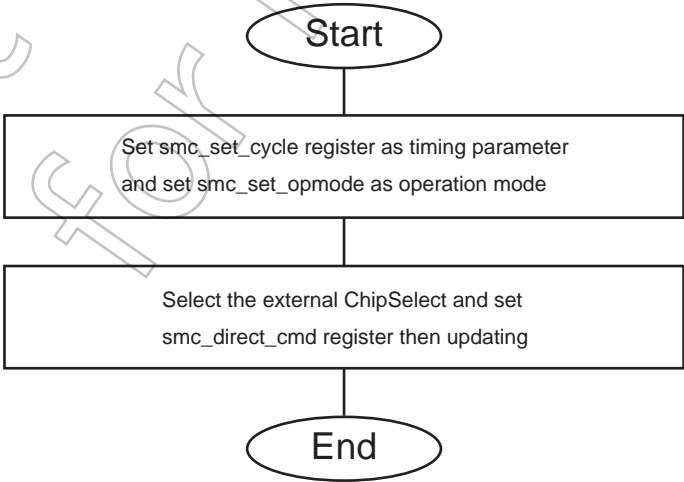 Start
Set smc_set_cycle register as timing parameter
and set smc_set_opmode as operation mode
Select the external ChipSelect and set
smc_direct_cmd register then updating
End
for